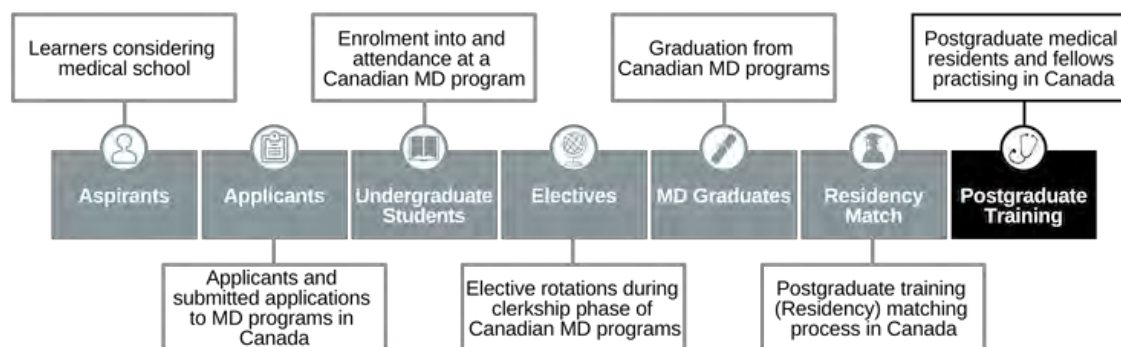 Learners considering
medical school
Enrolment into and
attendance at a
Canadian MD program
Graduation from
Canadian MD programs
Postgraduate medical
residents and fellows
practising in Canada
Aspirants
Applicants
Undergraduate
Students
Electives
MD Graduates
Residency
Match
Postgraduate
Training
Applicants and
submitted applications
to MD programs in
Canada
Elective rotations during
clerkship phase of
Canadian MD programs
Postgraduate training
(Residency) matching
process in Canada